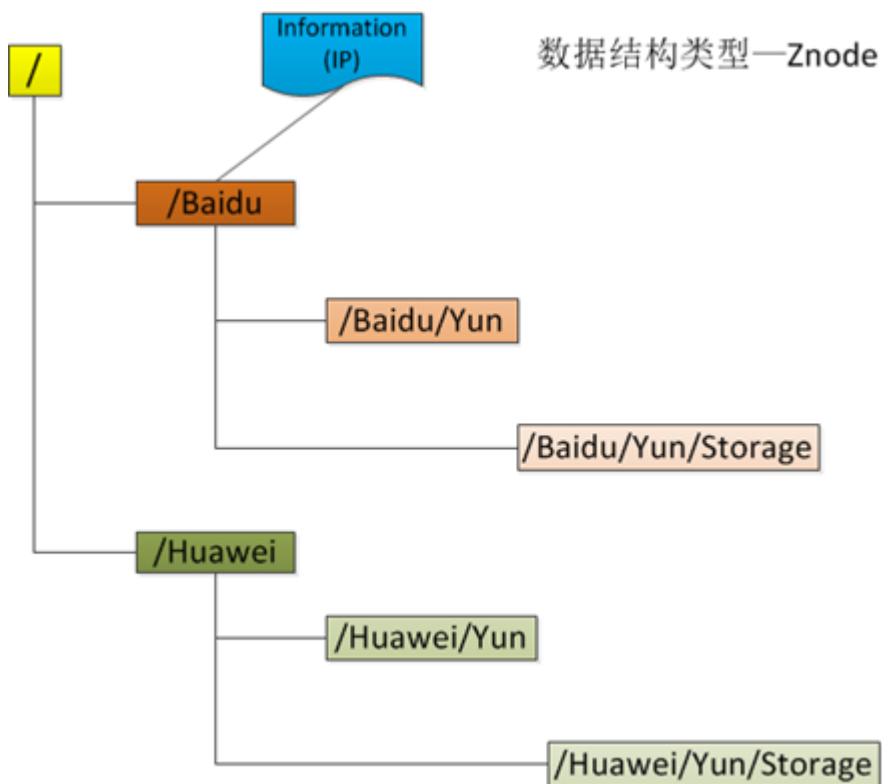 Information
(IP)
数据结构类型—Znode
/
/Baidu
/Baidu/Yun
/Baidu/Yun/Storage
/Huawei
/Huawei/Yun
/Huawei/Yun/Storage